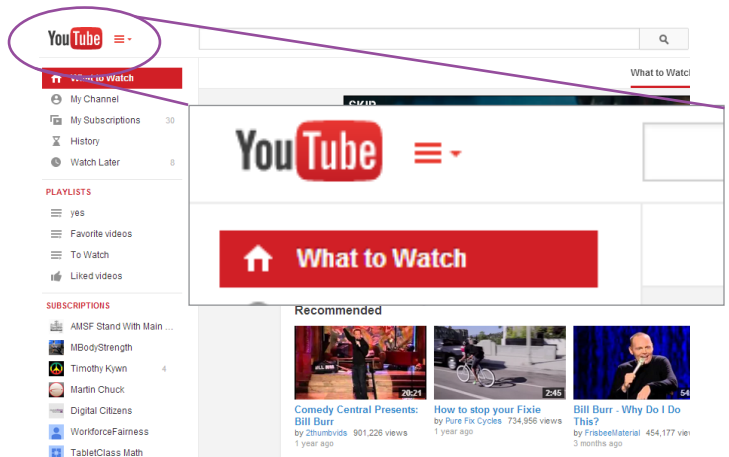 YouTube
What to Watch
My Channel
My Subscriptions 30
History
Watch Later 8
PLAYLISTS
yes
Favorite videos
To Watch
Liked videos
SUBSCRIPTIONS
AMSF Stand With Main ...
MBodyStrength
Timothy Kywn 4
Martin Chuck
Digital Citizens
WorkforceFairness
TabletClass Math
What to Watch
SKIP
YouTube
What to Watch
Recommended
20:21
Comedy Central Presents:
Bill Burr
by 2thumbvids 901,226 views
1 year ago
2:45
How to stop your Fixie
by Pure Fix Cycles 734,956 views
1 year ago
54
Bill Burr - Why Do I Do
This?
by FrisbeeMaterial 454,177
3 months ago